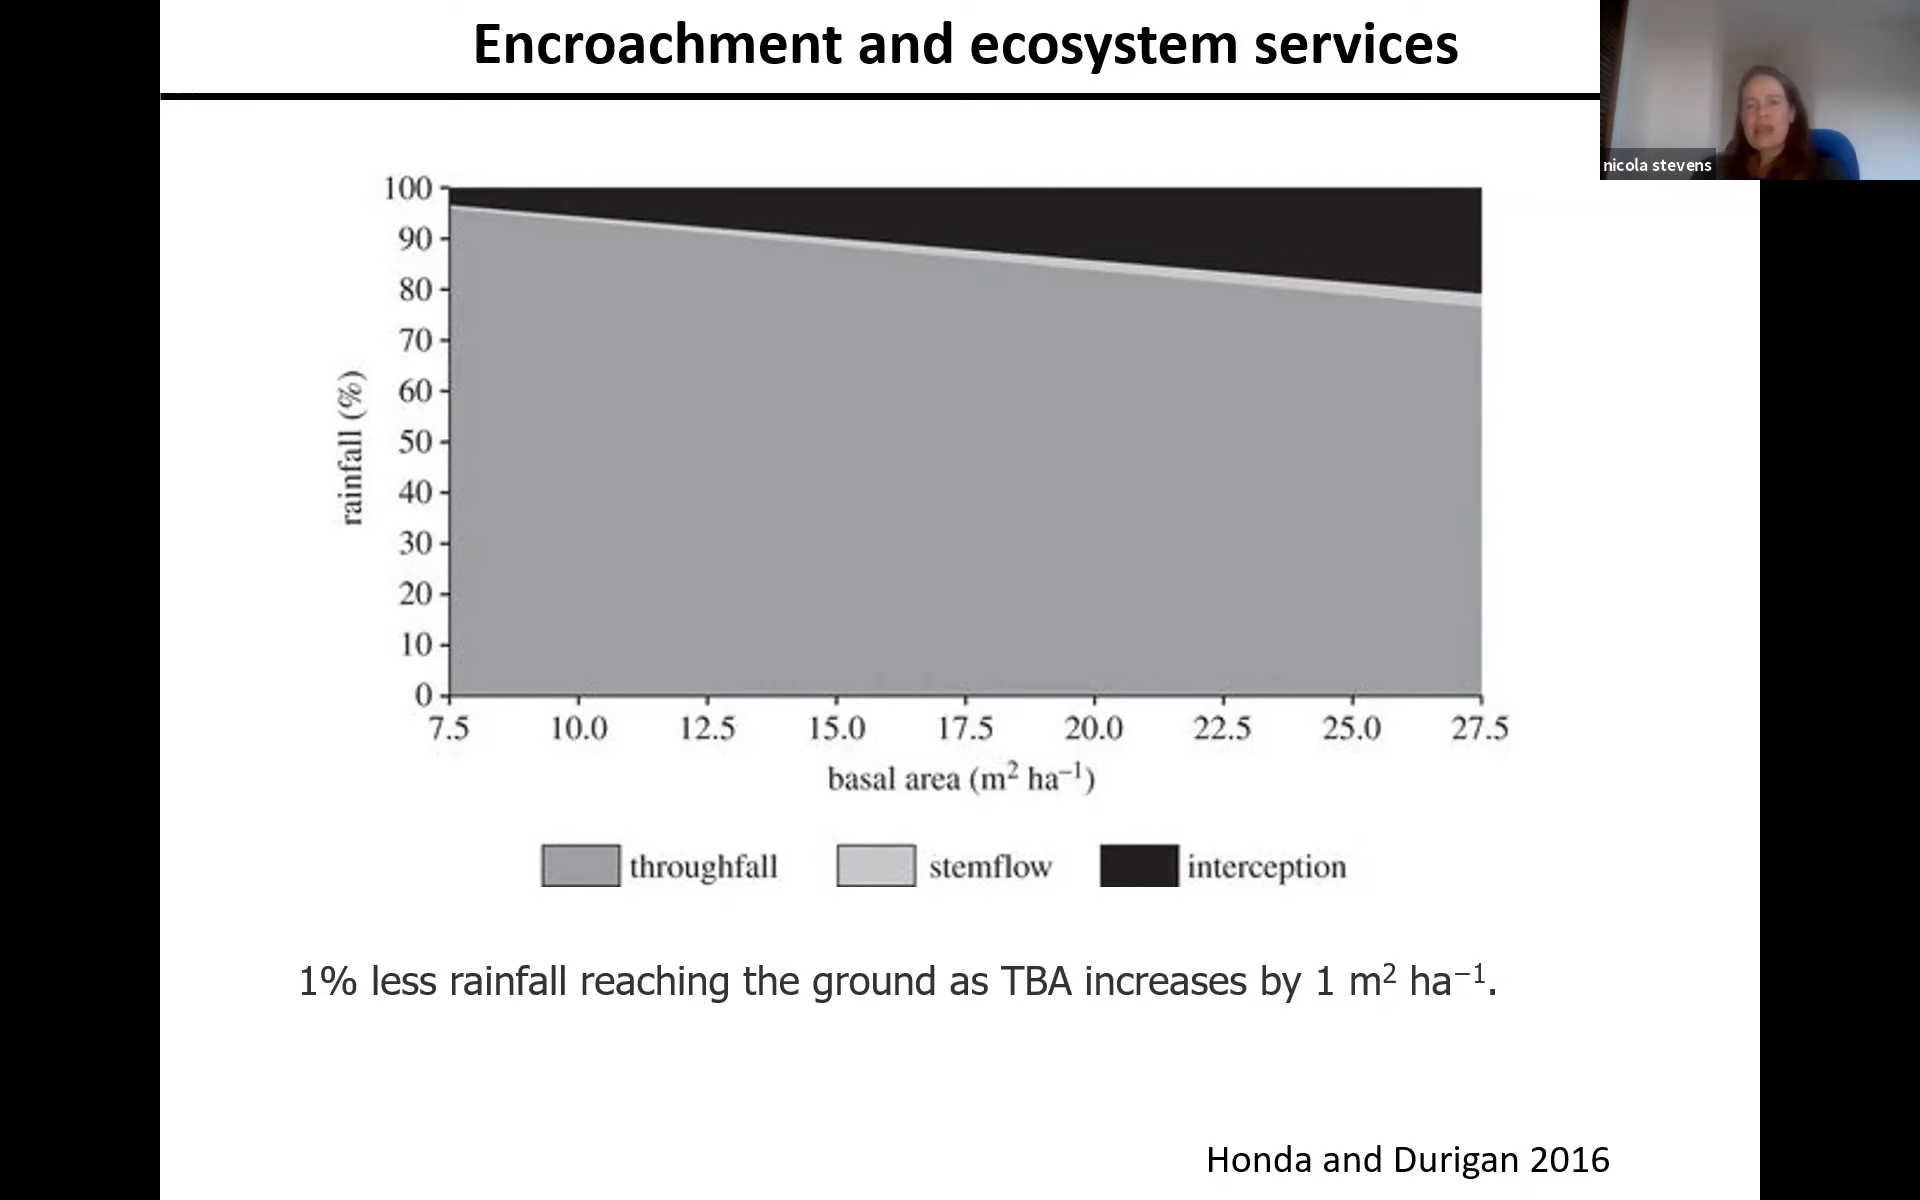 Encroachment and ecosystem services
nicola stevens
100
90
80
70
60
50
40
30
20
10
0
rainfall (%)
7.5 10.0 12.5 15.0 17.5 20.0 22.5 25.0 27.5
basal area (m² ha⁻¹)
throughfall stemflow interception
1% less rainfall reaching the ground as TBA increases by 1 m² ha⁻¹.
Honda and Durigan 2016